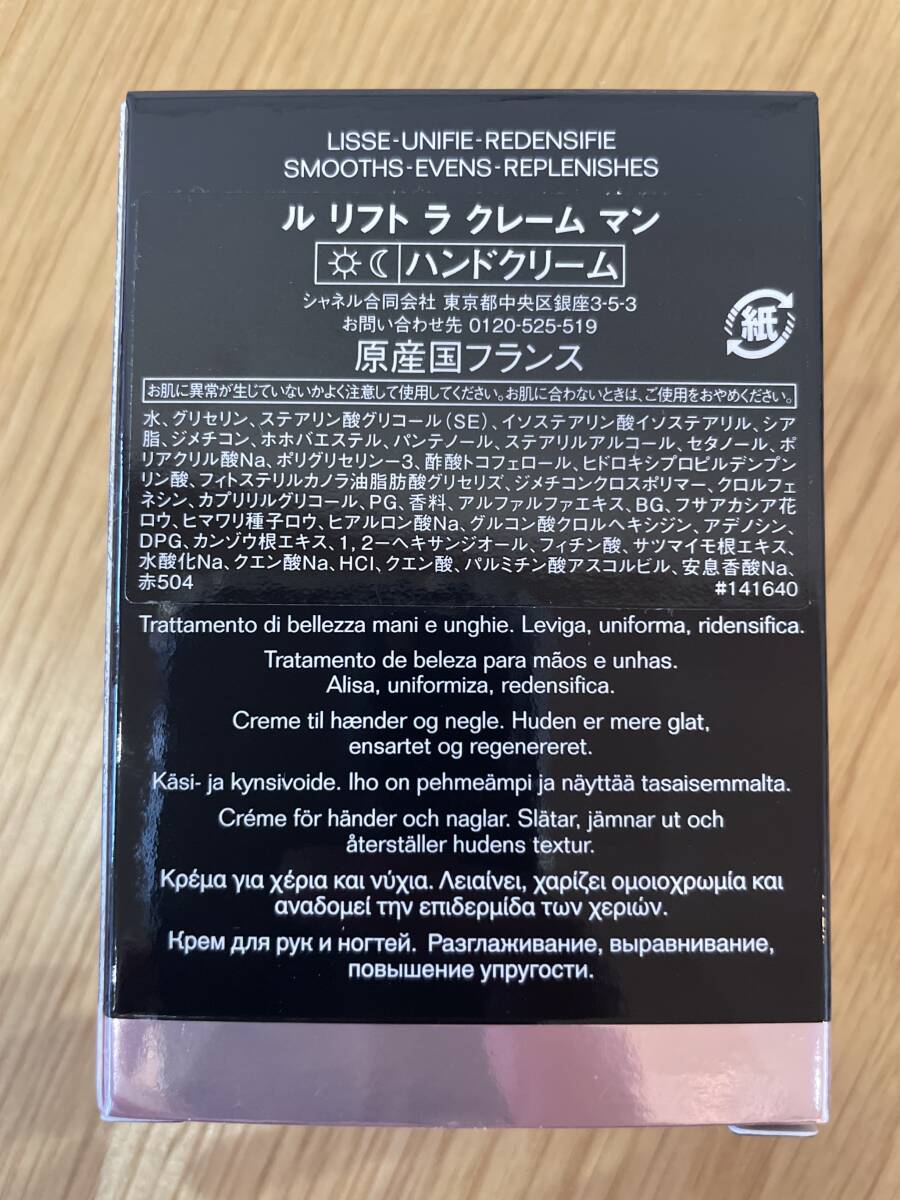 LISSE-UNIFIE-REDENSIFIE
SMOOTHS-EVENS-REPLENISHES
ル リフト ラ クレーム マン
ハンドクリーム
シャネル合同会社 東京都中央区銀座3-5-3
お問い合わせ先 0120-525-519
紙
原産国フランス
お肌に異常が生じていないかよく注意して使用してください。お肌に合わないときは、ご使用をおやめください。
水、グリセリン、ステアリン酸グリコール(SE)、イソステアリン酸イソステアリル、シア
脂、ジメチコン、ホホバエステル、パンテノール、ステアリルアルコール、セタノール、ポ
リアクリル酸Na、ポリグリセリン-3、酢酸トコフェロール、ヒドロキシプロピルデンプン
リン酸、フィトステリルカノラ油脂肪酸グリセリズ、ジメチコンクロスポリマー、クロルフェ
ネシン、カプリリルグリコール、PG、香料、アルファルファエキス、BG、フサアカシア花
ロウ、ヒマワリ種子ロウ、ヒアルロン酸Na、グルコン酸クロルヘキシジン、アデノシン、
DPG、カンゾウ根エキス、1,2-ヘキサンジオール、フィチン酸、サツマイモ根エキス、
水酸化Na、クエン酸Na、HCl、クエン酸、パルミチン酸アスコルビル、安息香酸Na、
赤504 #141640
Trattamento di bellezza mani e unghie. Leviga, uniforma, ridensifica.
Tratamento de beleza para mãos e unhas.
Alisa, uniformiza, redensifica.
Creme til hænder og negle. Huden er mere glat,
ensartet og regenereret.
Käsi- ja kynsivoide. Iho on pehmeämpi ja näyttää tasaisemmalta.
Créme för händer och naglar. Slätar, jämnar ut och
återställer hudens textur.
Κρέμα για χέρια και νύχια. Λειαίνει, χαρίζει ομοιοχρωμία και
αναδομεί την επιδερμίδα των χεριών.
Крем для рук и ногтей. Разглаживание, выравнивание,
повышение упругости.